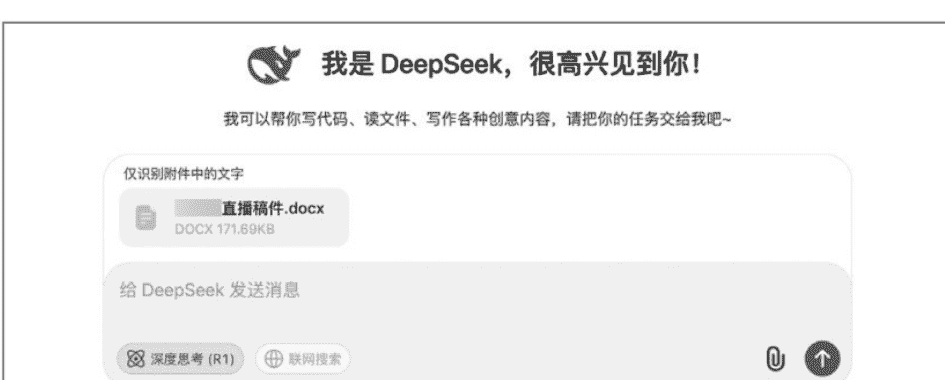 我是 DeepSeek，很高兴见到你！
我可以帮你写代码、读文件、写作各种创意内容，请把你的任务交给我吧~
仅识别附件中的文字
直播稿件.docx
DOCX 171.69KB
给 DeepSeek 发送消息
深度思考 (R1) 联网搜索